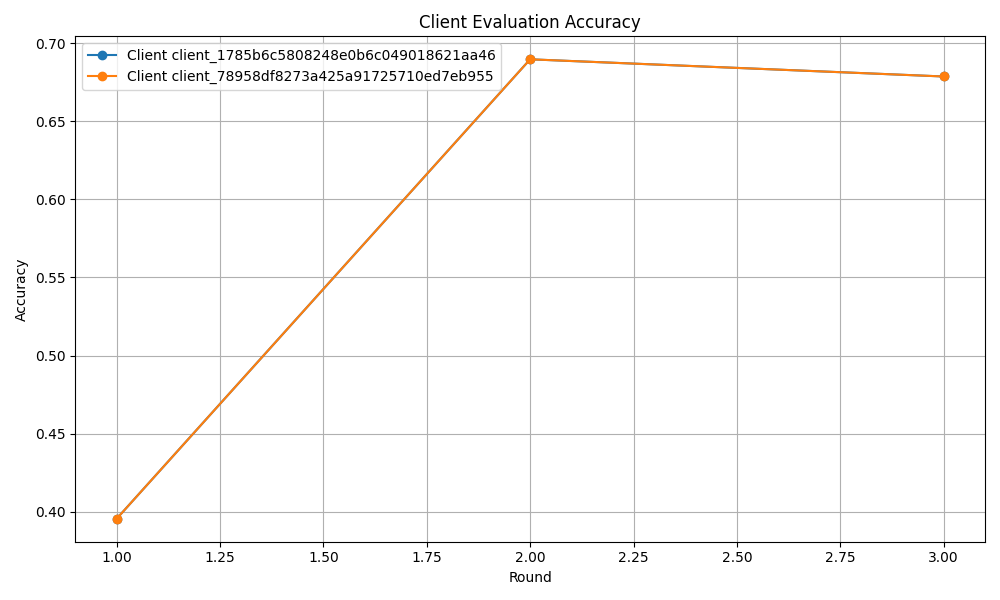 Client Evaluation Accuracy
Client client_1785b6c5808248e0b6c049018621aa46
Client client_78958df8273a425a91725710ed7eb955
0.70
0.65
0.60
0.55
0.50
0.45
0.40
Accuracy
1.00 1.25 1.50 1.75 2.00 2.25 2.50 2.75 3.00
Round